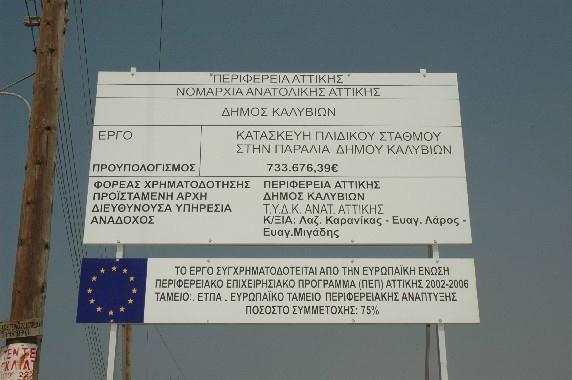 "ΠΕΡΙΦΕΡΕΙΑ ΑΤΤΙΚΗΣ"
ΝΟΜΑΡΧΙΑ ΑΝΑΤΟΛΙΚΗΣ ΑΤΤΙΚΗΣ
ΔΗΜΟΣ ΚΑΛΥΒΙΩΝ
ΕΡΓΟ ΚΑΤΑΣΚΕΥΗ ΠΑΙΔΙΚΟΥ ΣΤΑΘΜΟΥ
ΣΤΗΝ ΠΑΡΑΛΙΑ ΔΗΜΟΥ ΚΑΛΥΒΙΩΝ
ΠΡΟΥΠΟΛΟΓΙΣΜΟΣ 733.676,39€
ΦΟΡΕΑΣ ΧΡΗΜΑΤΟΔΟΤΗΣΗΣ ΠΕΡΙΦΕΡΕΙΑ ΑΤΤΙΚΗΣ
ΠΡΟΪΣΤΑΜΕΝΗ ΑΡΧΗ ΔΗΜΟΣ ΚΑΛΥΒΙΩΝ
ΔΙΕΥΘΥΝΟΥΣΑ ΥΠΗΡΕΣΙΑ Τ.Υ.Δ.Κ. ΑΝΑΤ. ΑΤΤΙΚΗΣ
ΑΝΑΔΟΧΟΣ Κ/ΞΙΑ: Λαζ. Καρανίκας - Ευαγ. Λάρος -
Ευαγ.Μιγάδης
ΤΟ ΕΡΓΟ ΣΥΓΧΡΗΜΑΤΟΔΟΤΕΙΤΑΙ ΑΠΟ ΤΗΝ ΕΥΡΩΠΑΪΚΗ ΕΝΩΣΗ
ΠΕΡΙΦΕΡΕΙΑΚΟ ΕΠΙΧΕΙΡΗΣΙΑΚΟ ΠΡΟΓΡΑΜΜΑ (ΠΕΠ) ΑΤΤΙΚΗΣ 2002-2006
ΤΑΜΕΙΟ:. ΕΤΠΑ . ΕΥΡΩΠΑΪΚΟ ΤΑΜΕΙΟ ΠΕΡΙΦΕΡΕΙΑΚΗΣ ΑΝΑΠΤΥΞΗΣ
ΠΟΣΟΣΤΟ ΣΥΜΜΕΤΟΧΗΣ: 75%